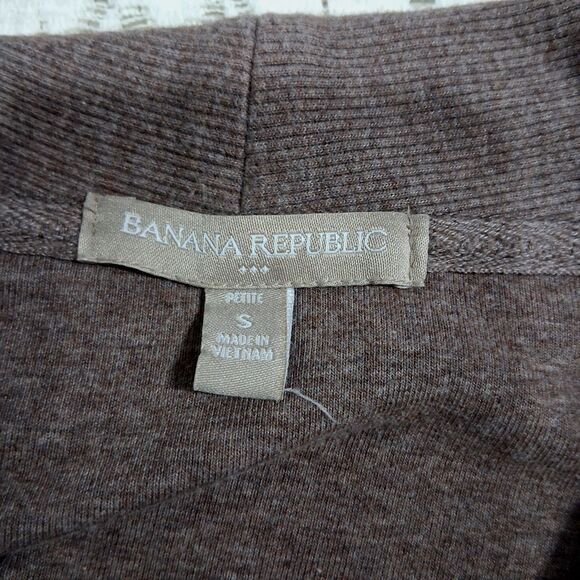 BANANA REPUBLIC
PETITE
S
MADE IN
VIETNAM